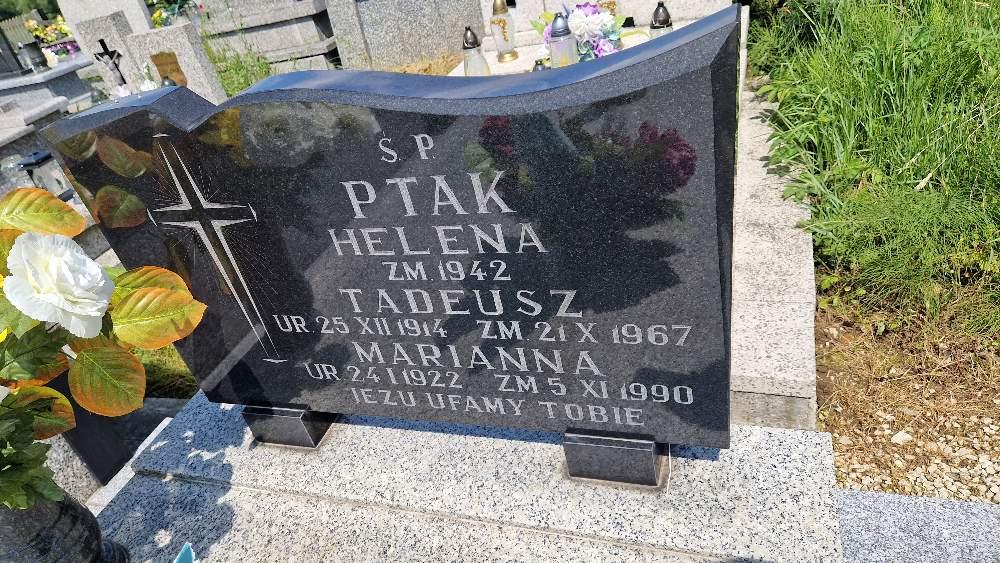 Ś. P.
PTAK
HELENA
ZM. 1942
TADEUSZ
UR 25 XII 1914 ZM. 21 X 1967
MARIANNA
UR. 24 I 1922 ZM 5 XI 1990
JEZU UFAMY TOBIE